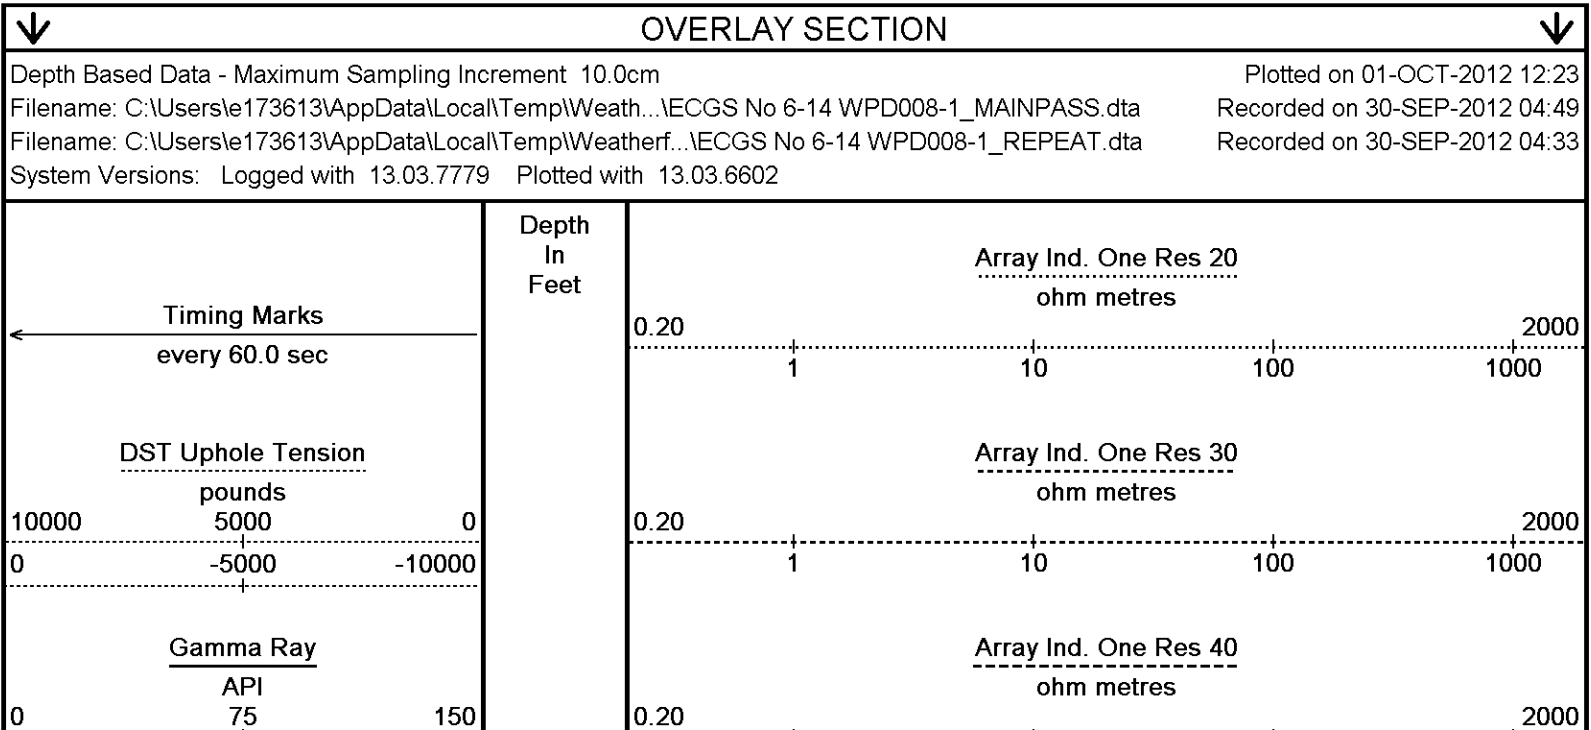 OVERLAY SECTION
Depth Based Data - Maximum Sampling Increment 10.0cm Plotted on 01-OCT-2012 12:23
Filename: C:\Users\e173613\AppData\Local\Temp\Weath...\ECGS No 6-14 WPD008-1_MAINPASS.dta Recorded on 30-SEP-2012 04:49
Filename: C:\Users\e173613\AppData\Local\Temp\Weatherf...\ECGS No 6-14 WPD008-1_REPEAT.dta Recorded on 30-SEP-2012 04:33
System Versions: Logged with 13.03.7779 Plotted with 13.03.6602
Timing Marks
every 60.0 sec
DST Uphole Tension
pounds
10000 5000 0
0 -5000 -10000
Gamma Ray
API
0 75 150
Depth
In
Feet
Array Ind. One Res 20
ohm metres
0.20 2000
1 10 100 1000
Array Ind. One Res 30
ohm metres
0.20 2000
1 10 100 1000
Array Ind. One Res 40
ohm metres
0.20 2000